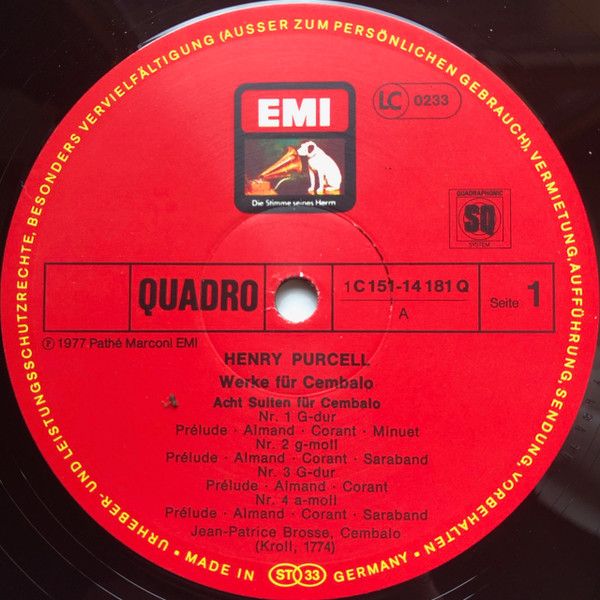 URHEBER- UND LEISTUNGSSCHUTZRECHTE, BESONDERS VERVIELFÄLTIGUNG (AUSSER ZUM PERSÖNLICHEN GEBRAUCH), VERMIETUNG, AUFFÜHRUNG, SENDUNG, VORBEHALTEN
EMI
Die Stimme seines Herrn
LC 0233
QUADRAPHONIC
SQ
SYSTEM
QUADRO
1C 151-14 181 Q
A
Seite 1
℗ 1977 Pathé Marconi EMI
HENRY PURCELL
Werke für Cembalo
Acht Suiten für Cembalo
Nr. 1 G-dur
Prélude · Almand · Corant · Minuet
Nr. 2 g-moll
Prélude · Almand · Corant · Saraband
Nr. 3 G-dur
Prélude · Almand · Corant
Nr. 4 a-moll
Prélude · Almand · Corant · Saraband
Jean-Patrice Brosse, Cembalo
(Kroll, 1774)
• MADE IN ST 33 GERMANY •